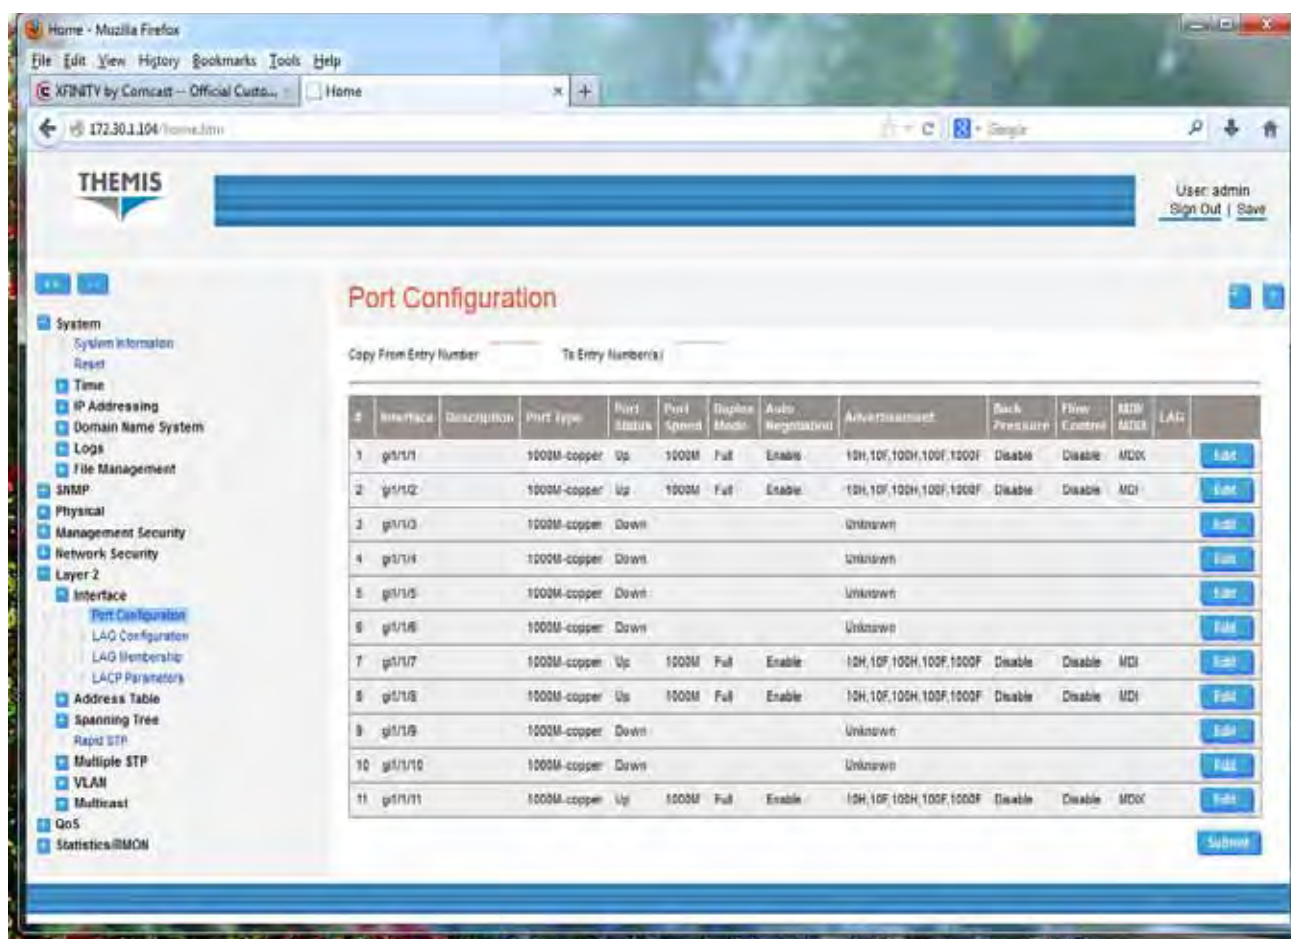 Home - Mozilla Firefox
File Edit View History Bookmarks Tools Help
XFINITY by Comcast -- Official Custo... Home
172.30.1.104/home.htm Google
THEMIS
User: admin
Sign Out | Save
Port Configuration
System
System Information
Reset
Time
IP Addressing
Domain Name System
Logs
File Management
SNMP
Physical
Management Security
Network Security
Layer 2
Interface
Port Configuration
LAG Configuration
LAG Membership
LACP Parameters
Address Table
Spanning Tree
Rapid STP
Multiple STP
VLAN
Multicast
QoS
Statistics/RMON
Copy From Entry Number To Entry Number(s)
# Interface Description Port Type Port Status Port Speed Duplex Mode Auto Negotiation Advertisement Back Pressure Flow Control MDI/MDIX LAG
1 gi1/1/1 1000M-copper Up 1000M Full Enable 10H,10F,100H,100F,1000F Disable Disable MDIX Edit
2 gi1/1/2 1000M-copper Up 1000M Full Enable 10H,10F,100H,100F,1000F Disable Disable MDI Edit
3 gi1/1/3 1000M-copper Down Unknown Edit
4 gi1/1/4 1000M-copper Down Unknown Edit
5 gi1/1/5 1000M-copper Down Unknown Edit
6 gi1/1/6 1000M-copper Down Unknown Edit
7 gi1/1/7 1000M-copper Up 1000M Full Enable 10H,10F,100H,100F,1000F Disable Disable MDI Edit
8 gi1/1/8 1000M-copper Up 1000M Full Enable 10H,10F,100H,100F,1000F Disable Disable MDI Edit
9 gi1/1/9 1000M-copper Down Unknown Edit
10 gi1/1/10 1000M-copper Down Unknown Edit
11 gi1/1/11 1000M-copper Up 1000M Full Enable 10H,10F,100H,100F,1000F Disable Disable MDIX Edit
Submit